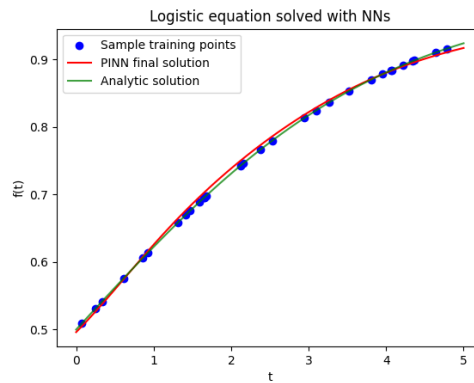 Logistic equation solved with NNs
Sample training points
PINN final solution
Analytic solution
f(t)
0.9
0.8
0.7
0.6
0.5
0 1 2 3 4 5
t